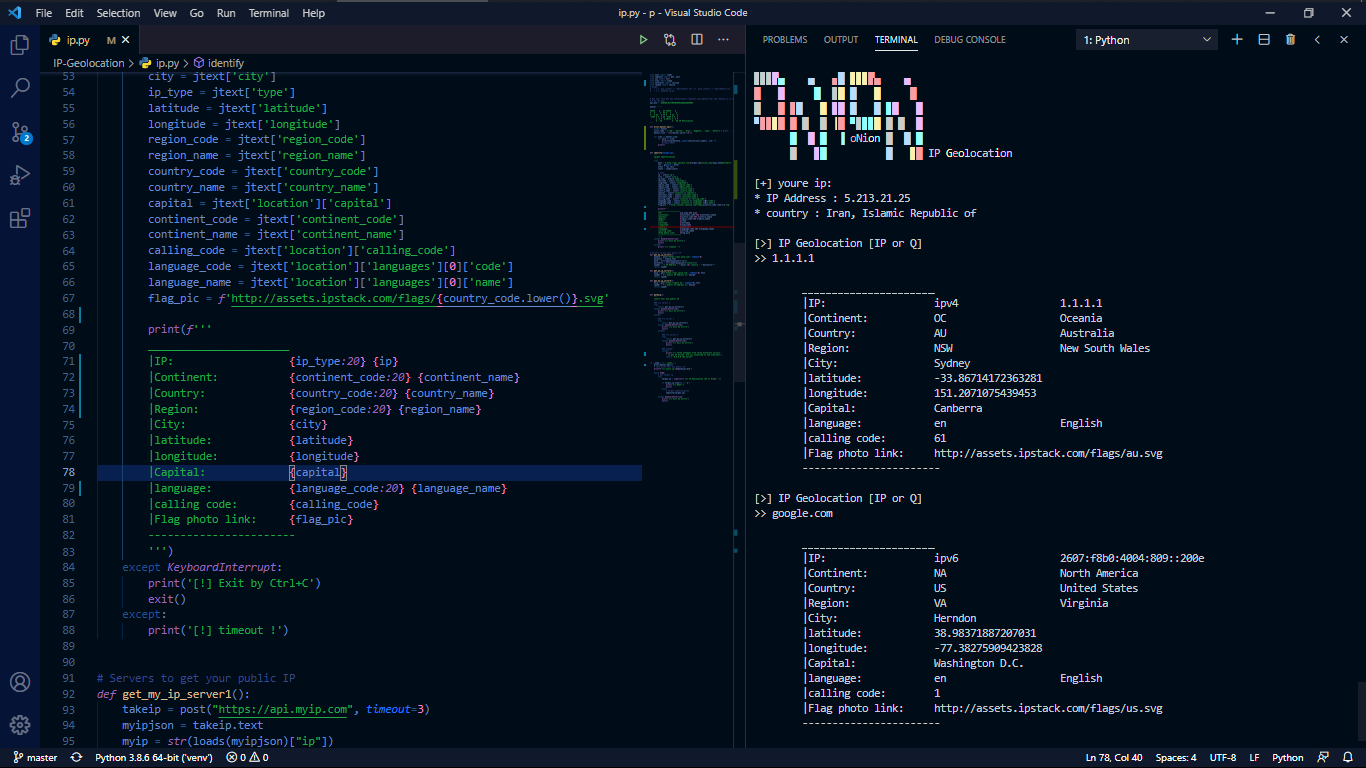 File Edit Selection View Go Run Terminal Help
ip.py - p - Visual Studio Code
ip.py M
IP-Geolocation > ip.py > identify
53 city = jtext['city']
54 ip_type = jtext['type']
55 latitude = jtext['latitude']
56 longitude = jtext['longitude']
57 region_code = jtext['region_code']
58 region_name = jtext['region_name']
59 country_code = jtext['country_code']
60 country_name = jtext['country_name']
61 capital = jtext['location']['capital']
62 continent_code = jtext['continent_code']
63 continent_name = jtext['continent_name']
64 calling_code = jtext['location']['calling_code']
65 language_code = jtext['location']['languages'][0]['code']
66 language_name = jtext['location']['languages'][0]['name']
67 flag_pic = f'http://assets.ipstack.com/flags/{country_code.lower()}.svg'
68
69 print(f'''
70 ______________________
71 |IP: {ip_type:20} {ip}
72 |Continent: {continent_code:20} {continent_name}
73 |Country: {country_code:20} {country_name}
74 |Region: {region_code:20} {region_name}
75 |City: {city}
76 |latitude: {latitude}
77 |longitude: {longitude}
78 |Capital: {capital}
79 |language: {language_code:20} {language_name}
80 |calling code: {calling_code}
81 |Flag photo link: {flag_pic}
82 -----------------------
83 ''')
84 except KeyboardInterrupt:
85 print('[!] Exit by Ctrl+C')
86 exit()
87 except:
88 print('[!] timeout !')
89
90
91 # Servers to get your public IP
92 def get_my_ip_server1():
93 takeip = post("https://api.myip.com", timeout=3)
94 myipjson = takeip.text
95 myip = str(loads(myipjson)["ip"])
PROBLEMS OUTPUT TERMINAL DEBUG CONSOLE
1: Python
| oNion
IP Geolocation
[+] youre ip:
* IP Address : 5.213.21.25
* country : Iran, Islamic Republic of
[>] IP Geolocation [IP or Q]
>> 1.1.1.1
______________________
|IP: ipv4 1.1.1.1
|Continent: OC Oceania
|Country: AU Australia
|Region: NSW New South Wales
|City: Sydney
|latitude: -33.86714172363281
|longitude: 151.2071075439453
|Capital: Canberra
|language: en English
|calling code: 61
|Flag photo link: http://assets.ipstack.com/flags/au.svg
-----------------------
[>] IP Geolocation [IP or Q]
>> google.com
______________________
|IP: ipv6 2607:f8b0:4004:809::200e
|Continent: NA North America
|Country: US United States
|Region: VA Virginia
|City: Herndon
|latitude: 38.98371887207031
|longitude: -77.38275909423828
|Capital: Washington D.C.
|language: en English
|calling code: 1
|Flag photo link: http://assets.ipstack.com/flags/us.svg
-----------------------
2
master Python 3.8.6 64-bit ('venv') 0 0
Ln 78, Col 40 Spaces: 4 UTF-8 LF Python